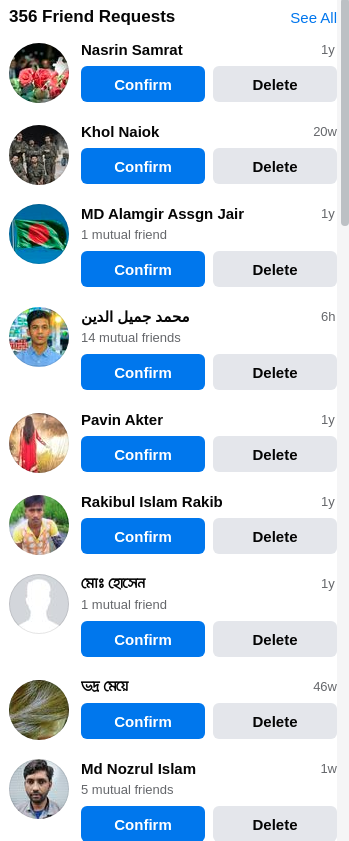 356 Friend Requests See All
Nasrin Samrat 1y
Confirm Delete
Khol Naiok 20w
Confirm Delete
MD Alamgir Assgn Jair 1y
1 mutual friend
Confirm Delete
محمد جميل الدين 6h
14 mutual friends
Confirm Delete
Pavin Akter 1y
Confirm Delete
Rakibul Islam Rakib 1y
Confirm Delete
মোঃ হোসেন 1y
1 mutual friend
Confirm Delete
ভদ্র মেয়ে 46w
Confirm Delete
Md Nozrul Islam 1w
5 mutual friends
Confirm Delete